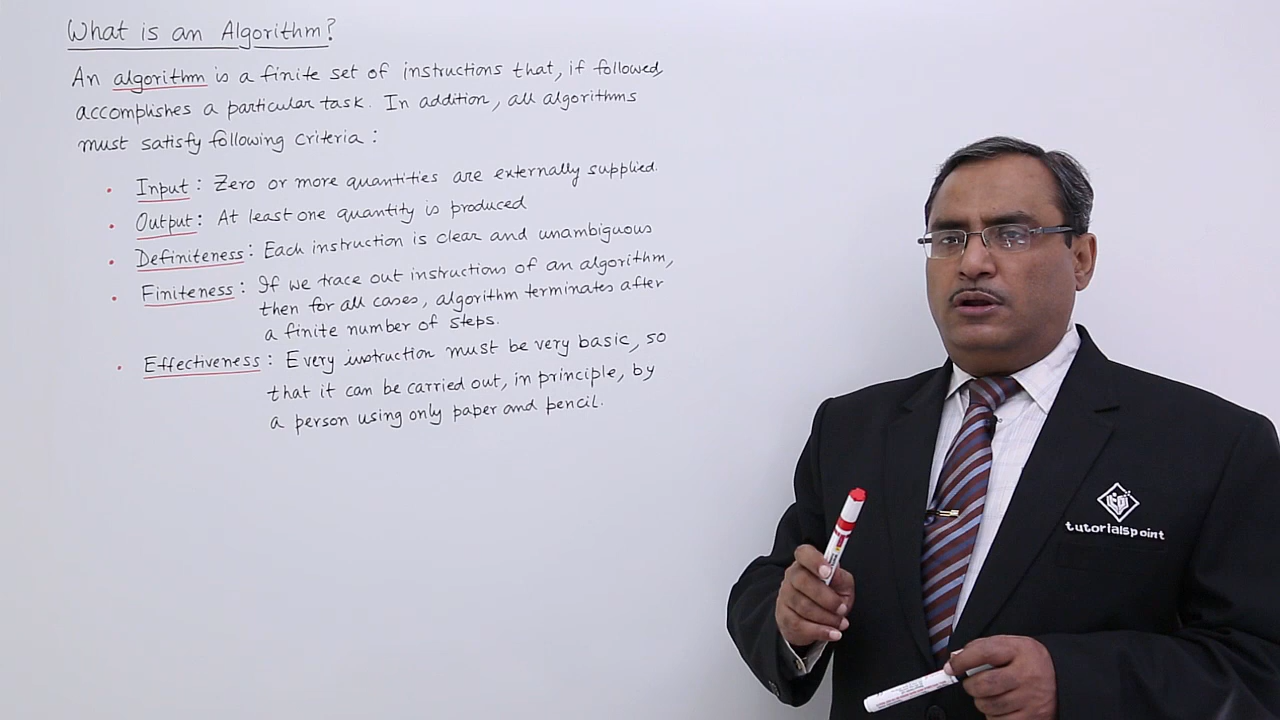 What is an Algorithm?
An algorithm is a finite set of instructions that, if followed,
accomplishes a particular task. In addition, all algorithms
must satisfy following criteria:
• Input: Zero or more quantities are externally supplied.
• Output: At least one quantity is produced
• Definiteness: Each instruction is clear and unambiguous
• Finiteness: If we trace out instructions of an algorithm,
then for all cases, algorithm terminates after
a finite number of steps.
• Effectiveness: Every instruction must be very basic, so
that it can be carried out, in principle, by
a person using only paper and pencil.
tutorialspoint